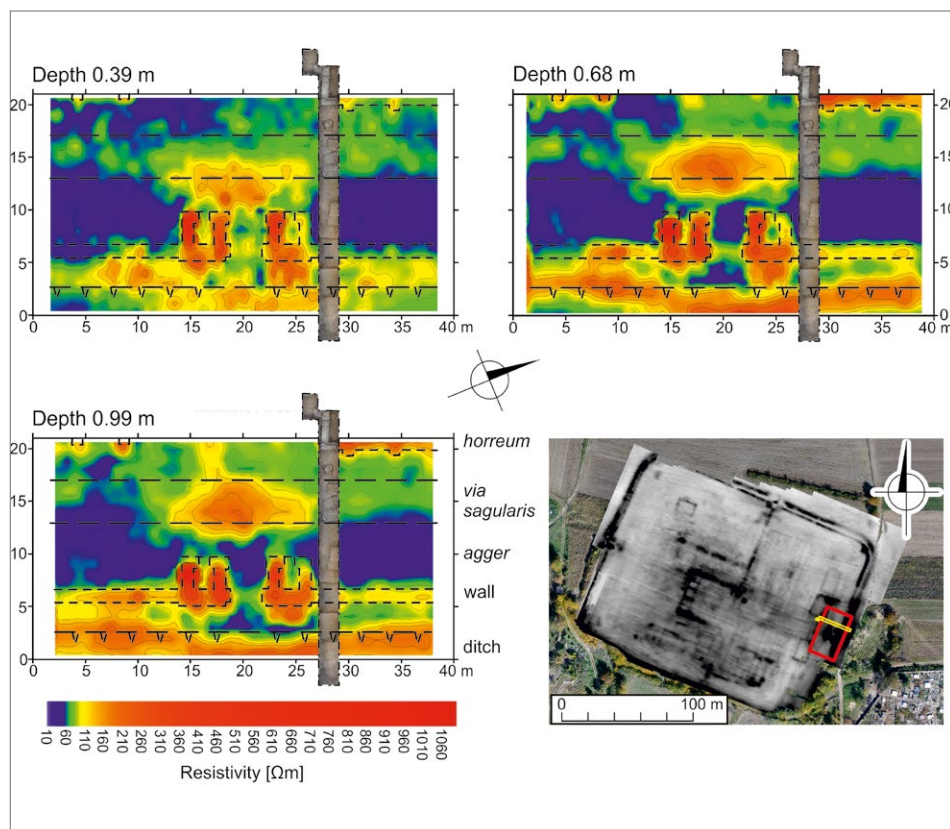 Depth 0.39 m
20
15
10
5
0
0 5 10 15 20 25 30 35 40 m
Depth 0.68 m
20
15
10
5
0
0 5 10 15 20 25 30 35 40 m
Depth 0.99 m
20
15
10
5
0
0 5 10 15 20 25 30 35 40 m
horreum
via
sagularis
agger
wall
ditch
10 60 110 160 210 260 310 360 410 460 510 560 610 660 710 760 810 860 910 960 1010 1060
Resistivity [Ωm]
0 100 m